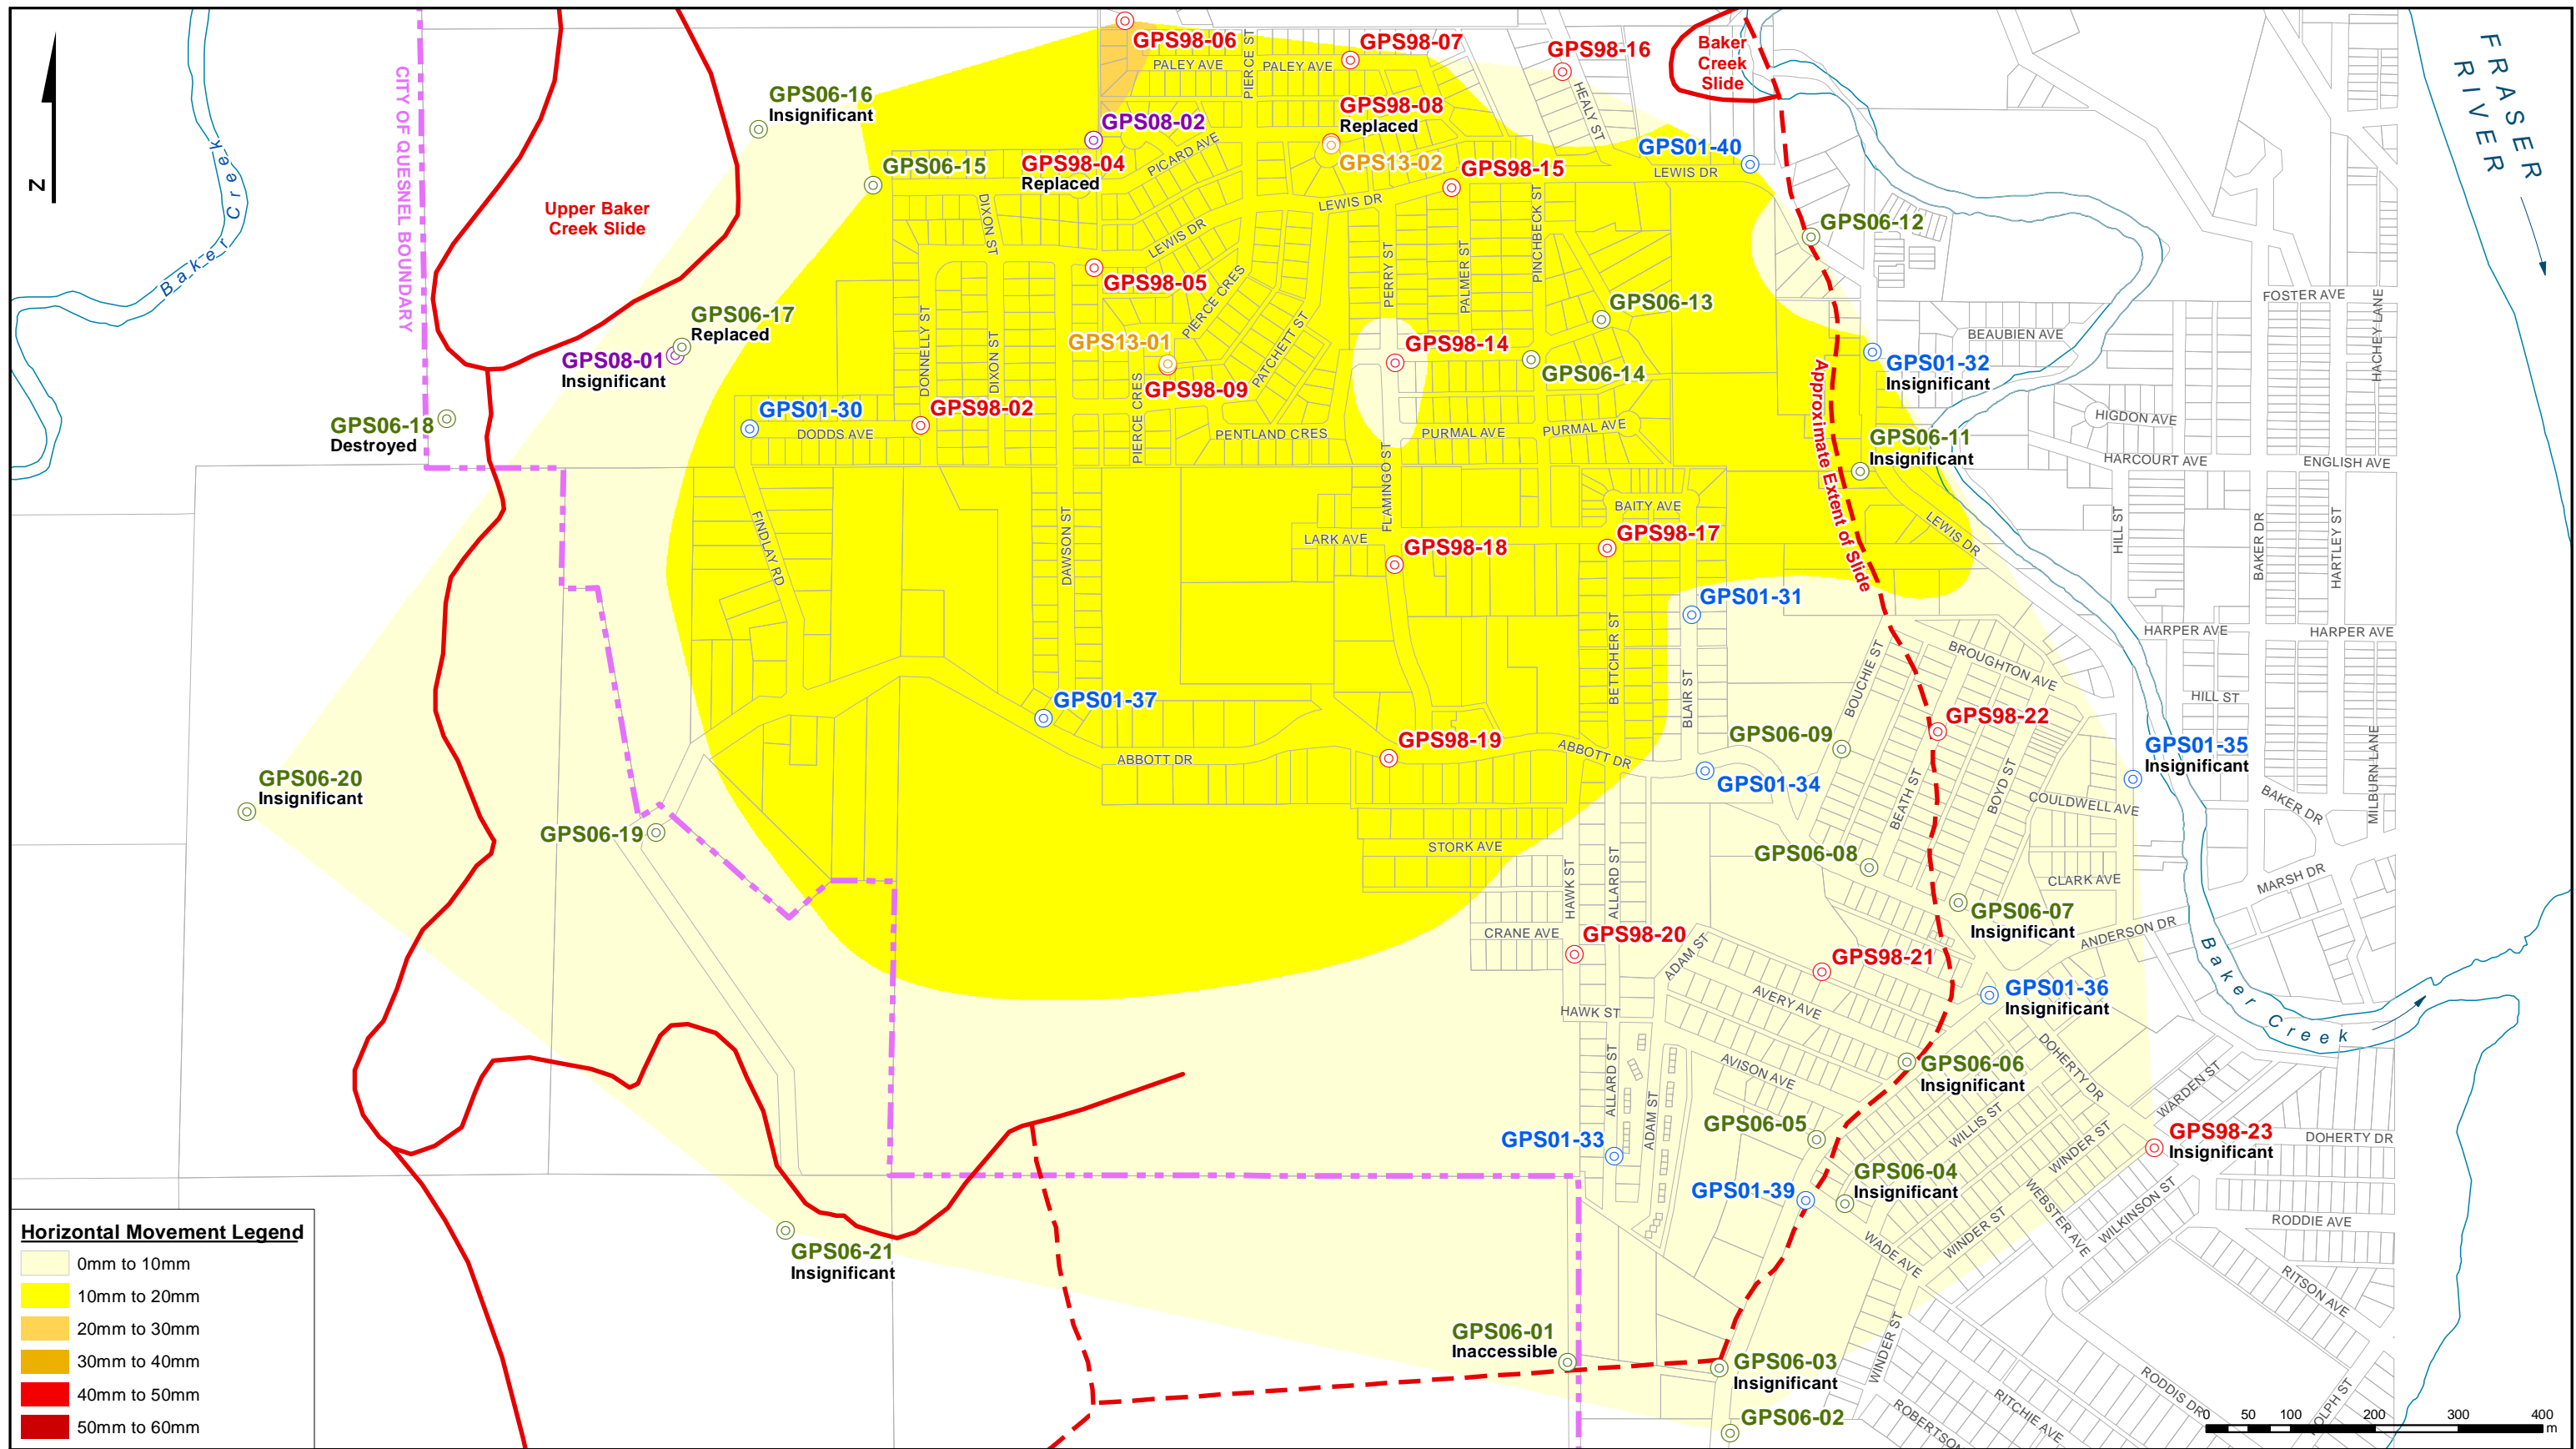 GPS98-06
GPS98-07
GPS98-16
Baker
Creek
Slide
FRASER
RIVER
PIERCE ST
PALEY AVE
PALEY AVE
CITY OF QUESNEL BOUNDARY
GPS06-16
Insignificant
HEALY ST
GPS98-08
Replaced
GPS08-02
PICARD AVE
GPS13-02
GPS01-40
LEWIS DR
Baker Creek
N
GPS06-15
GPS98-04
Replaced
GPS98-15
LEWIS DR
PINCHBECK ST
Upper Baker
Creek Slide
DIXON ST
LEWIS DR
GPS06-12
PERRY ST
PALMER ST
GPS98-05
PIERCE CRES
GPS06-13
FOSTER AVE
HACHEY LANE
GPS06-17
Replaced
DONNELLY ST
DIXON ST
GPS13-01
PATCHETT ST
GPS98-14
BEAUBIEN AVE
GPS08-01
Insignificant
GPS98-09
GPS06-14
GPS01-32
Insignificant
Approximate Extent of Slide
GPS06-18
Destroyed
GPS01-30
DODDS AVE
GPS98-02
PIERCE CRES
PENTLAND CRES
FLAMINGO ST
PURMAL AVE
PURMAL AVE
HIGDON AVE
GPS06-11
Insignificant
HARCOURT AVE
ENGLISH AVE
FINDLAY RD
DAWSON ST
LARK AVE
BAITY AVE
GPS98-17
GPS98-18
LEWIS DR
HILL ST
BAKER DR
HARTLEY ST
GPS01-31
HARPER AVE
HARPER AVE
BETTCHER ST
BLAIR ST
BOUCHIE ST
BROUGHTON AVE
HILL ST
GPS01-37
GPS98-22
GPS98-19
ABBOTT DR
ABBOTT DR
GPS06-09
GPS01-35
Insignificant
MILBURN LANE
GPS06-20
Insignificant
GPS01-34
BEATH ST
BOYD ST
COULDWELL AVE
BAKER DR
GPS06-19
STORK AVE
GPS06-08
HAWK ST
ALLARD ST
CLARK AVE
MARSH DR
GPS06-07
Insignificant
CRANE AVE
GPS98-20
ADAM ST
ANDERSON DR
GPS98-21
Baker Creek
AVERY AVE
GPS01-36
Insignificant
HAWK ST
ALLARD ST
AVISON AVE
GPS06-06
Insignificant
DOHERTY DR
WARDEN ST
ADAM ST
GPS06-05
WILLIS ST
WINDER ST
GPS01-33
GPS98-23
Insignificant
DOHERTY DR
GPS01-39
GPS06-04
Insignificant
WEBSTER AVE
WILKINSON ST
WINDER ST
WADE AVE
RODDIE AVE
GPS06-21
Insignificant
RITSON AVE
Horizontal Movement Legend
0mm to 10mm
10mm to 20mm
20mm to 30mm
30mm to 40mm
40mm to 50mm
50mm to 60mm
GPS06-01
Inaccessible
WINDER ST
GPS06-03
Insignificant
GPS06-02
RODDIS DR
RITCHIE AVE
0 50 100 200 300 400
m